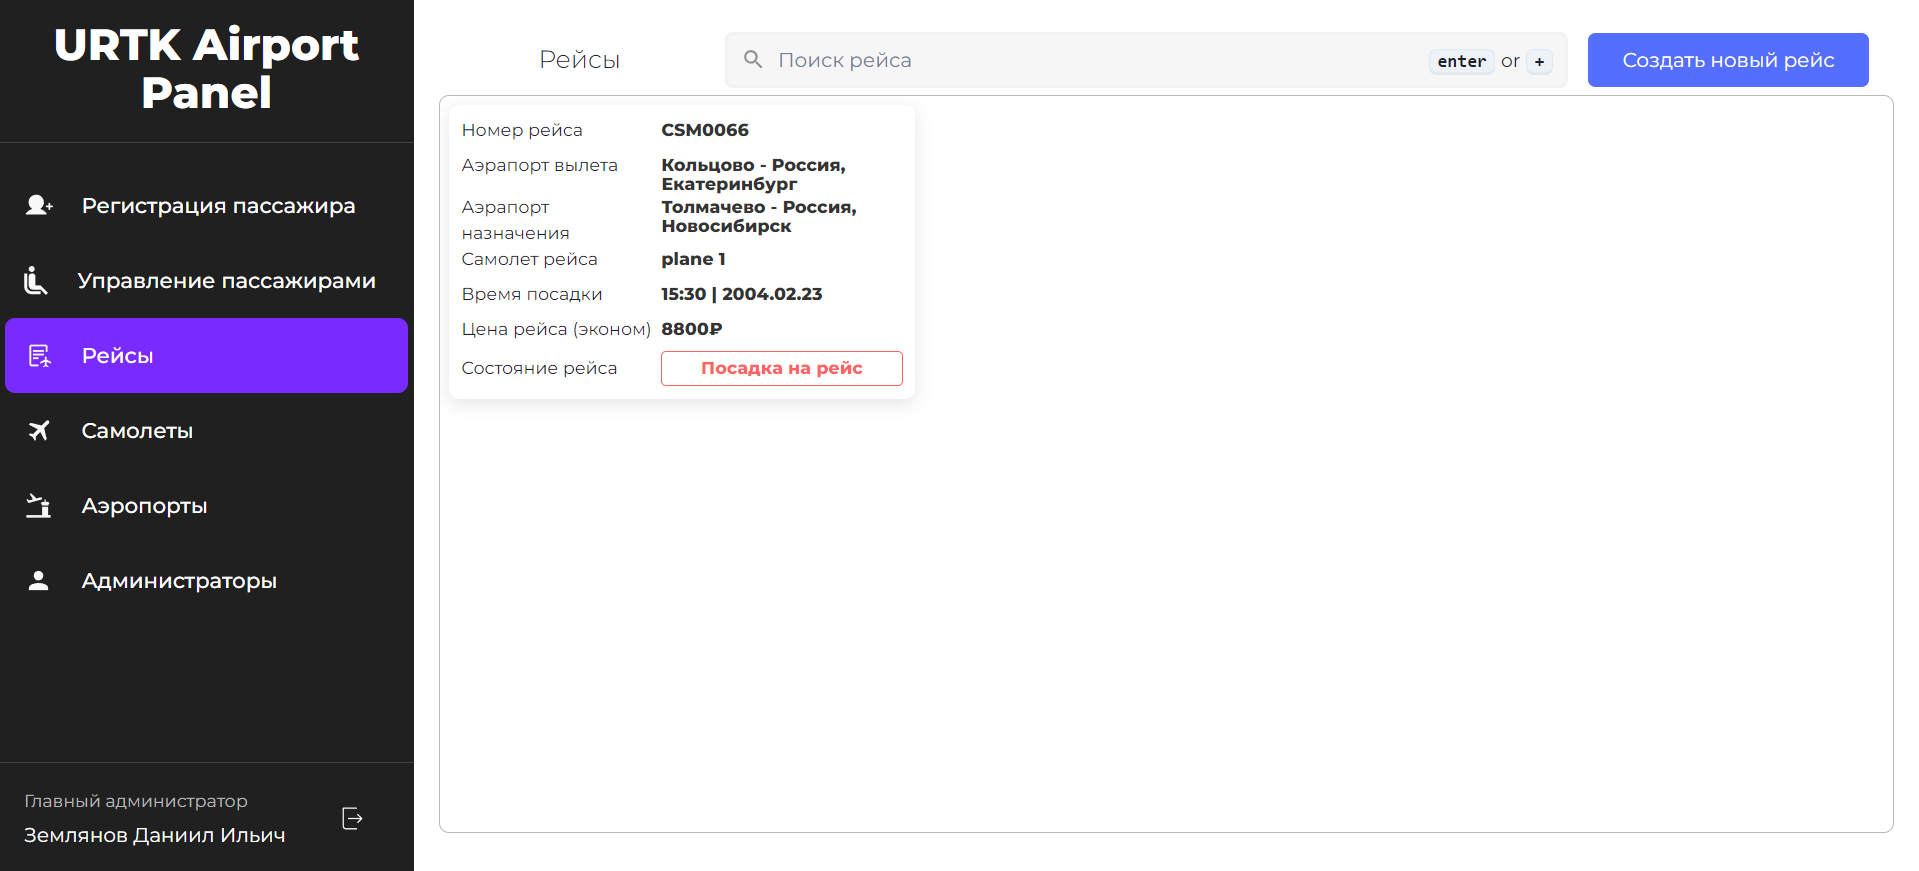 URTK Airport
Panel
Регистрация пассажира
Управление пассажирами
Рейсы
Самолеты
Аэропорты
Администраторы
Главный администратор
Землянов Даниил Ильич
Рейсы
Поиск рейса
enter or +
Создать новый рейс
Номер рейса CSM0066
Аэрапорт вылета Кольцово - Россия,
Екатеринбург
Аэрапорт Толмачево - Россия,
назначения Новосибирск
Самолет рейса plane 1
Время посадки 15:30 | 2004.02.23
Цена рейса (эконом) 8800₽
Состояние рейса Посадка на рейс